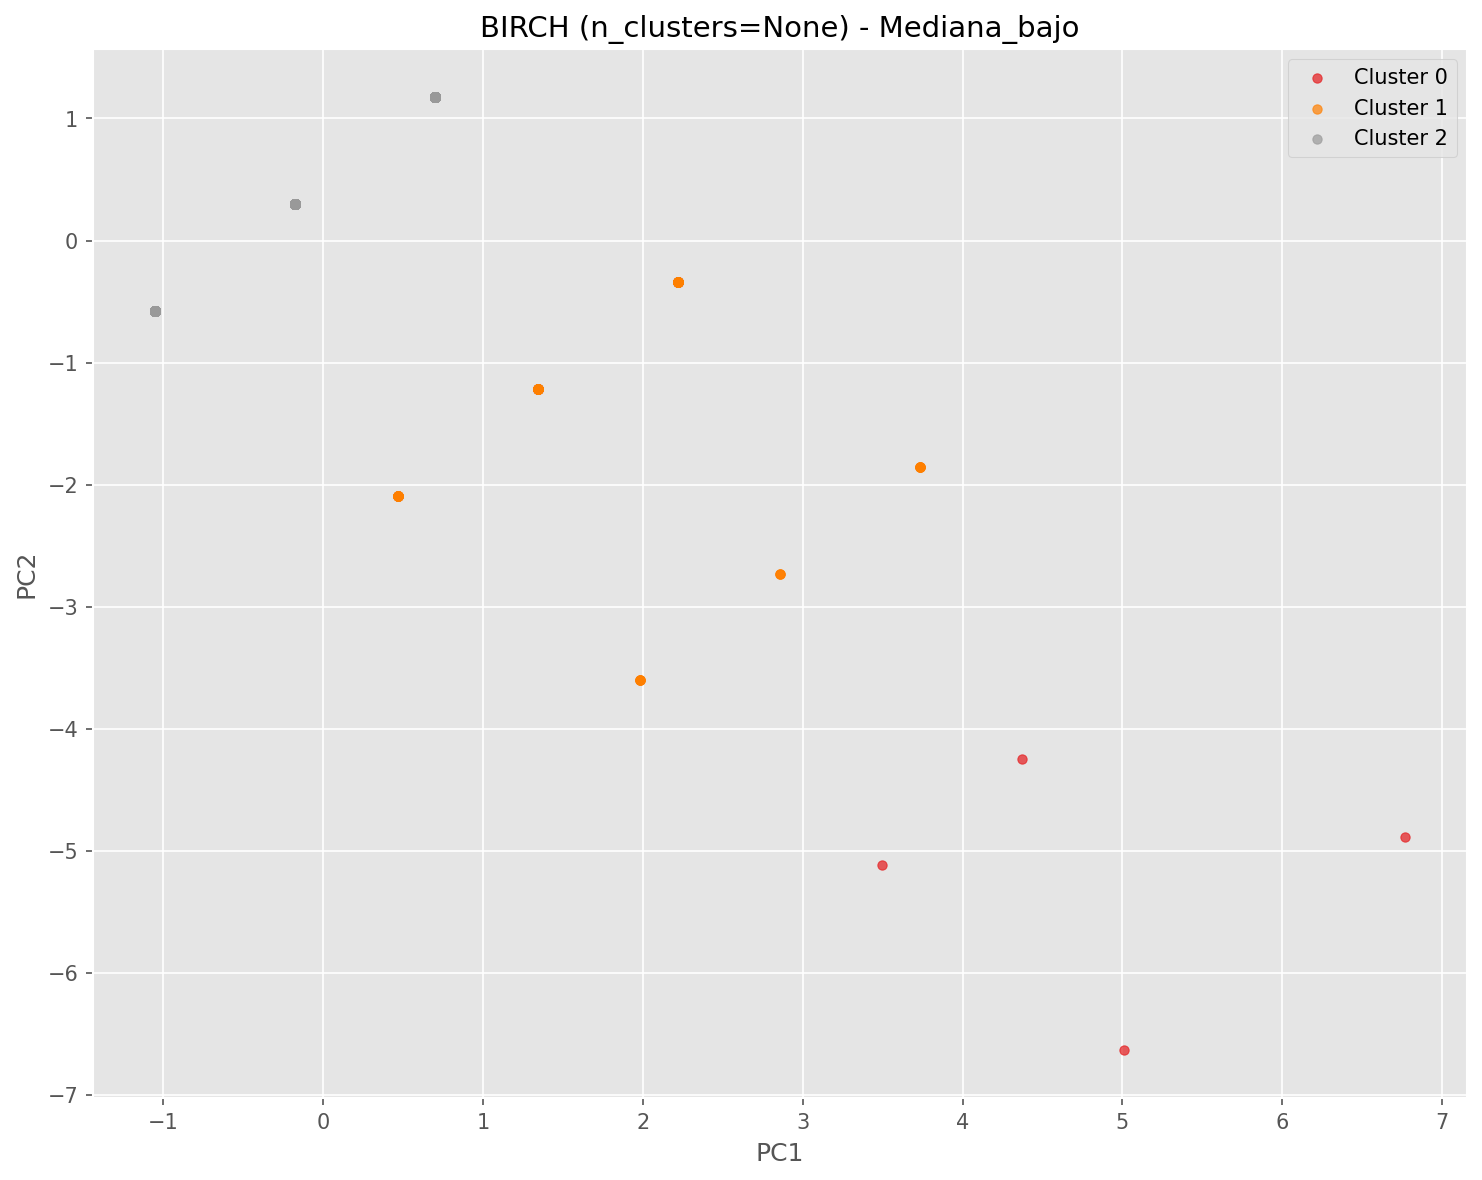 BIRCH (n_clusters=None) - Mediana_bajo
Cluster 0
Cluster 1
Cluster 2
1
0
−1
−2
−3
−4
−5
−6
−7
PC2
−1 0 1 2 3 4 5 6 7
PC1